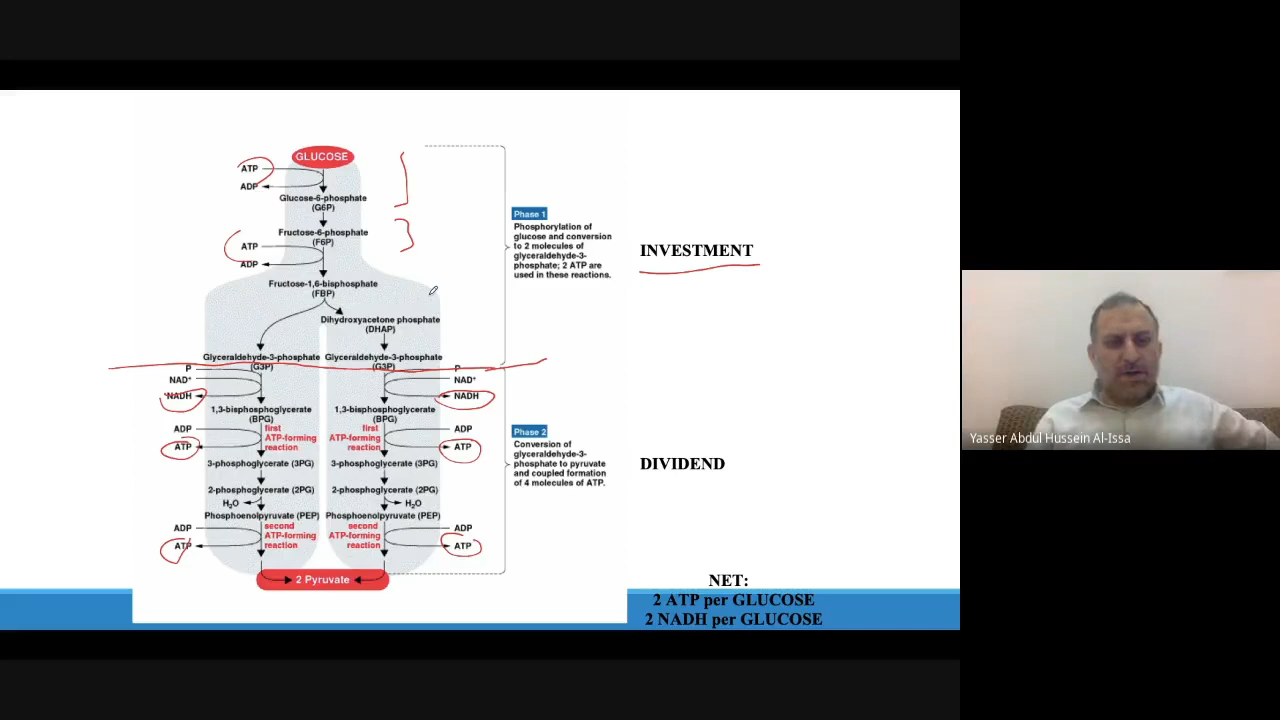 GLUCOSE
ATP
ADP
Glucose-6-phosphate
(G6P)
Fructose-6-phosphate
(F6P)
ATP
ADP
Fructose-1,6-bisphosphate
(FBP)
Dihydroxyacetone phosphate
(DHAP)
Glyceraldehyde-3-phosphate Glyceraldehyde-3-phosphate
(G3P) (G3P)
P P
NAD⁺ NAD⁺
NADH NADH
1,3-bisphosphoglycerate 1,3-bisphosphoglycerate
(BPG) (BPG)
ADP first first ADP
ATP-forming ATP-forming
ATP reaction reaction ATP
3-phosphoglycerate (3PG) 3-phosphoglycerate (3PG)
2-phosphoglycerate (2PG) 2-phosphoglycerate (2PG)
H₂O H₂O
Phosphoenolpyruvate (PEP) Phosphoenolpyruvate (PEP)
ADP second second ADP
ATP-forming ATP-forming
ATP reaction reaction ATP
2 Pyruvate
Phase 1
Phosphorylation of
glucose and conversion
to 2 molecules of
glyceraldehyde-3-
phosphate; 2 ATP are
used in these reactions.
Phase 2
Conversion of
glyceraldehyde-3-
phosphate to pyruvate
and coupled formation
of 4 molecules of ATP.
INVESTMENT
DIVIDEND
NET:
2 ATP per GLUCOSE
2 NADH per GLUCOSE
Yasser Abdul Hussein Al-Issa